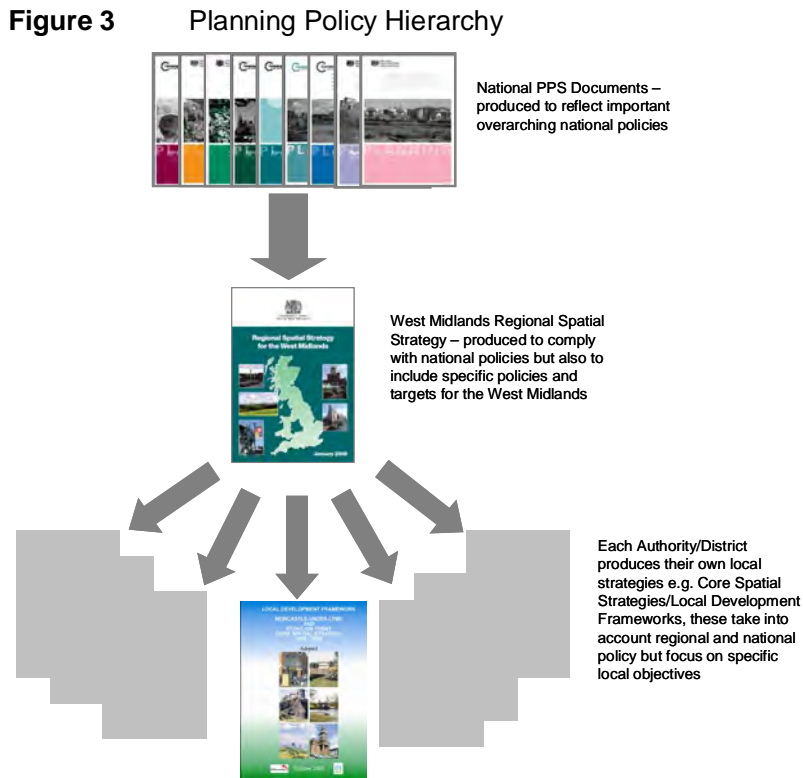 Figure 3 Planning Policy Hierarchy
National PPS Documents –
produced to reflect important
overarching national policies
PLANNING
Regional Spatial Strategy
for the West Midlands
West Midlands Regional Spatial
Strategy – produced to comply
with national policies but also to
include specific policies and
targets for the West Midlands
Each Authority/District
produces their own local
strategies e.g. Core Spatial
Strategies/Local Development
Frameworks, these take into
account regional and national
policy but focus on specific
local objectives
LOCAL DEVELOPMENT FRAMEWORK
NEWCASTLE-UNDER-LYME
AND
CORE SPATIAL STRATEGY
Adopted